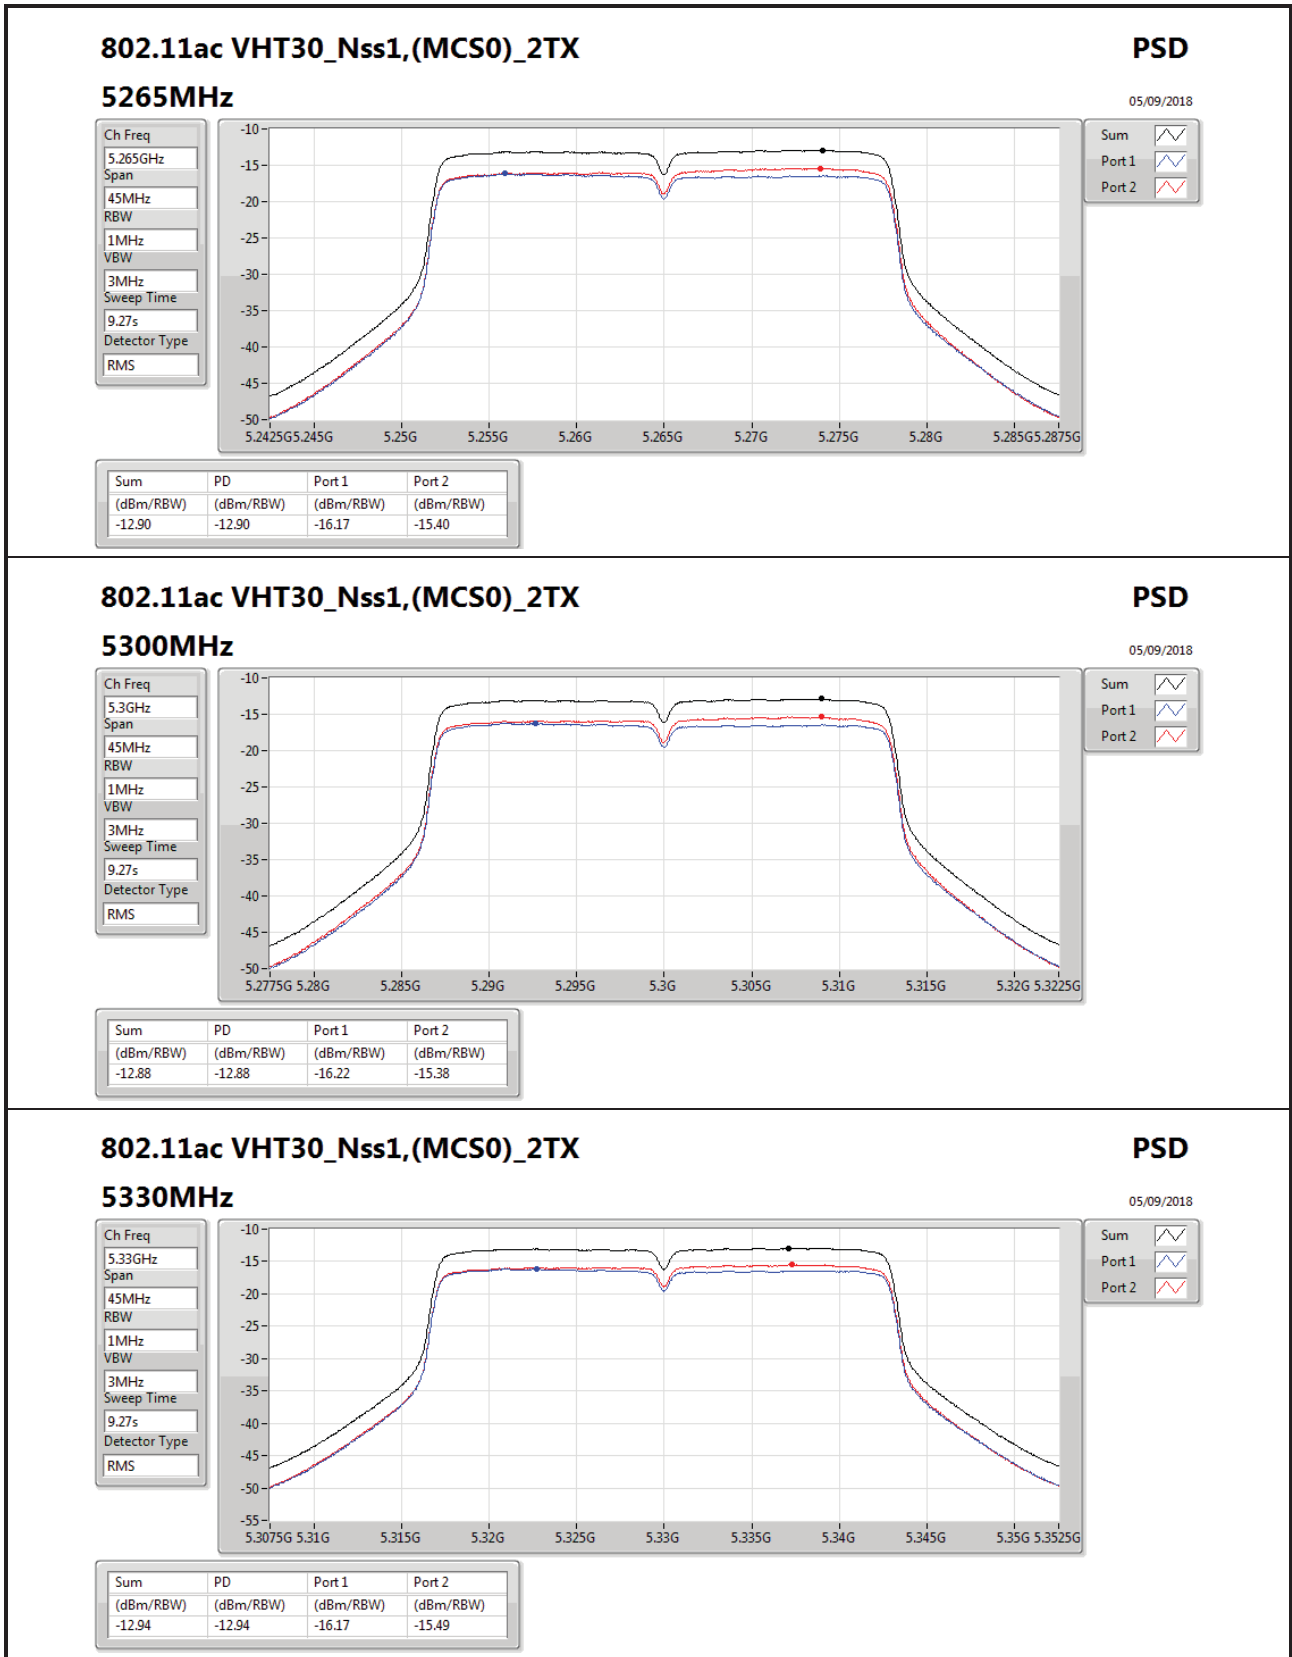 802.11ac VHT30_Nss1,(MCS0)_2TX PSD
5265MHz 05/09/2018
Ch Freq
5.265GHz
Span
45MHz
RBW
1MHz
VBW
3MHz
Sweep Time
9.27s
Detector Type
RMS
-10
-15
-20
-25
-30
-35
-40
-45
-50
5.2425G 5.245G 5.25G 5.255G 5.26G 5.265G 5.27G 5.275G 5.28G 5.285G 5.2875G
Sum
Port 1
Port 2
Sum PD Port 1 Port 2
(dBm/RBW) (dBm/RBW) (dBm/RBW) (dBm/RBW)
-12.90 -12.90 -16.17 -15.40
802.11ac VHT30_Nss1,(MCS0)_2TX PSD
5300MHz 05/09/2018
Ch Freq
5.3GHz
Span
45MHz
RBW
1MHz
VBW
3MHz
Sweep Time
9.27s
Detector Type
RMS
-10
-15
-20
-25
-30
-35
-40
-45
-50
5.2775G 5.28G 5.285G 5.29G 5.295G 5.3G 5.305G 5.31G 5.315G 5.32G 5.3225G
Sum
Port 1
Port 2
Sum PD Port 1 Port 2
(dBm/RBW) (dBm/RBW) (dBm/RBW) (dBm/RBW)
-12.88 -12.88 -16.22 -15.38
802.11ac VHT30_Nss1,(MCS0)_2TX PSD
5330MHz 05/09/2018
Ch Freq
5.33GHz
Span
45MHz
RBW
1MHz
VBW
3MHz
Sweep Time
9.27s
Detector Type
RMS
-10
-15
-20
-25
-30
-35
-40
-45
-50
-55
5.3075G 5.31G 5.315G 5.32G 5.325G 5.33G 5.335G 5.34G 5.345G 5.35G 5.3525G
Sum
Port 1
Port 2
Sum PD Port 1 Port 2
(dBm/RBW) (dBm/RBW) (dBm/RBW) (dBm/RBW)
-12.94 -12.94 -16.17 -15.49